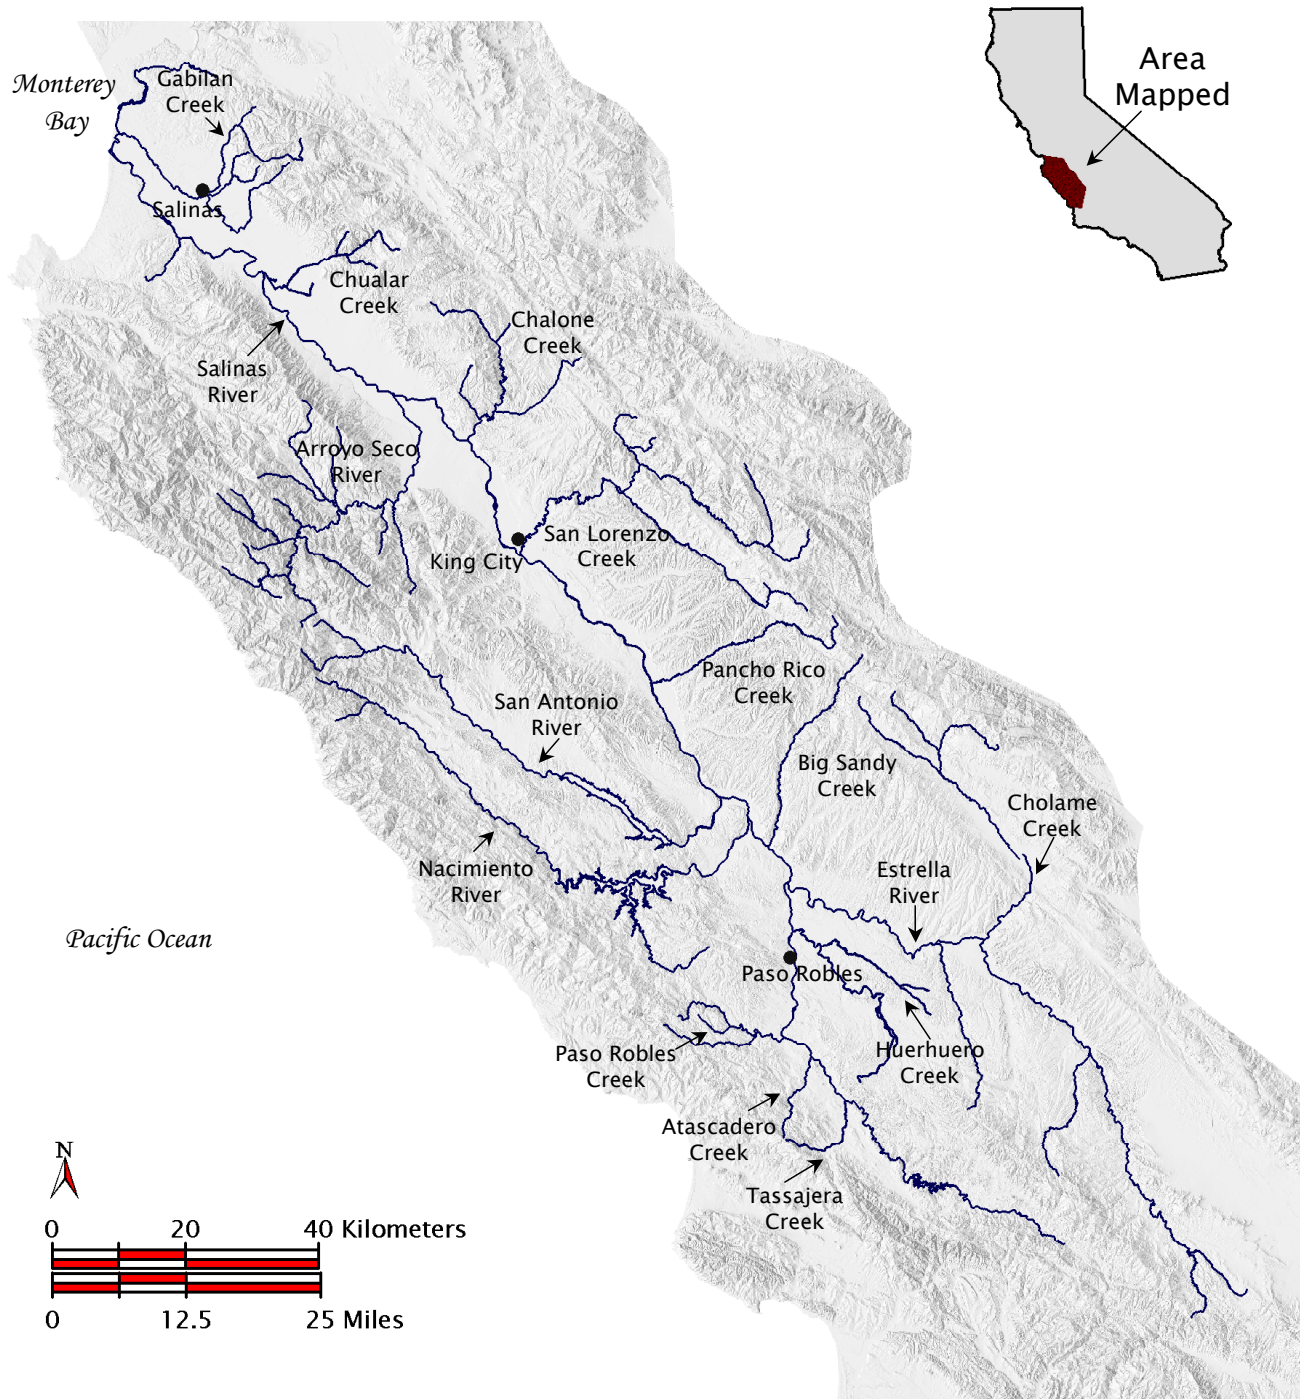 Monterey
Bay
Gabilan
Creek
Area
Mapped
Salinas
Chualar
Creek
Chalone
Creek
Salinas
River
Arroyo Seco
River
San Lorenzo
Creek
King City
Pancho Rico
Creek
San Antonio
River
Big Sandy
Creek
Cholame
Creek
Nacimiento
River
Estrella
River
Pacific Ocean
Paso Robles
Paso Robles
Creek
Huerhuero
Creek
Atascadero
Creek
Tassajera
Creek
N
0 20 40 Kilometers
0 12.5 25 Miles